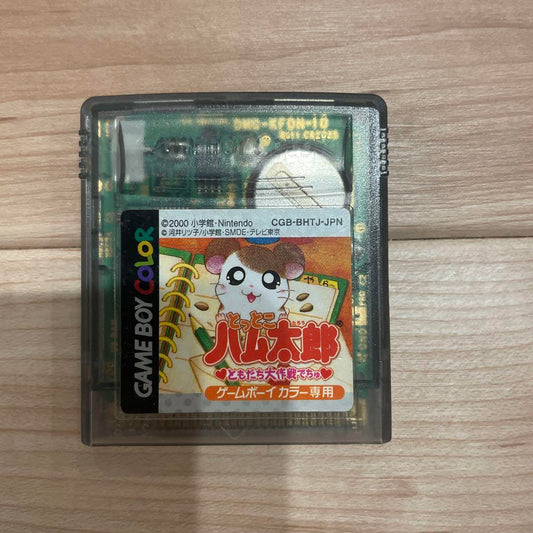 DMG-KFDN-10
©2000 小学館・Nintendo
CGB-BHTJ-JPN
© 河井リツ子/小学館・SMDE・テレビ東京
GAME BOY COLOR
とっとこ
ハム太郎
♥ともだち大作戦でちゅ♥
ゲームボーイカラー専用